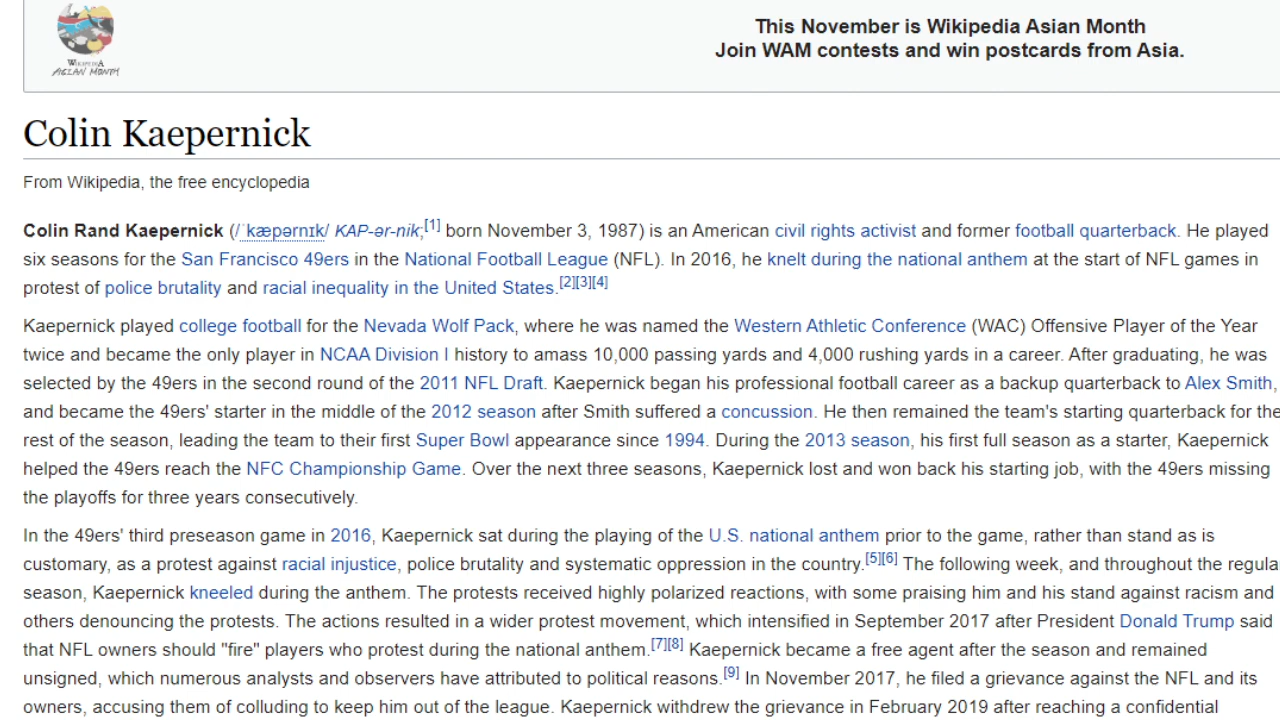 This November is Wikipedia Asian Month
Join WAM contests and win postcards from Asia.
WIKIPEDIA
ASIAN MONTH
Colin Kaepernick
From Wikipedia, the free encyclopedia
Colin Rand Kaepernick (/ˈkæpərnɪk/ KAP-ər-nik;[1] born November 3, 1987) is an American civil rights activist and former football quarterback. He played
six seasons for the San Francisco 49ers in the National Football League (NFL). In 2016, he knelt during the national anthem at the start of NFL games in
protest of police brutality and racial inequality in the United States.[2][3][4]
Kaepernick played college football for the Nevada Wolf Pack, where he was named the Western Athletic Conference (WAC) Offensive Player of the Year
twice and became the only player in NCAA Division I history to amass 10,000 passing yards and 4,000 rushing yards in a career. After graduating, he was
selected by the 49ers in the second round of the 2011 NFL Draft. Kaepernick began his professional football career as a backup quarterback to Alex Smith,
and became the 49ers' starter in the middle of the 2012 season after Smith suffered a concussion. He then remained the team's starting quarterback for the
rest of the season, leading the team to their first Super Bowl appearance since 1994. During the 2013 season, his first full season as a starter, Kaepernick
helped the 49ers reach the NFC Championship Game. Over the next three seasons, Kaepernick lost and won back his starting job, with the 49ers missing
the playoffs for three years consecutively.
In the 49ers' third preseason game in 2016, Kaepernick sat during the playing of the U.S. national anthem prior to the game, rather than stand as is
customary, as a protest against racial injustice, police brutality and systematic oppression in the country.[5][6] The following week, and throughout the regula
season, Kaepernick kneeled during the anthem. The protests received highly polarized reactions, with some praising him and his stand against racism and
others denouncing the protests. The actions resulted in a wider protest movement, which intensified in September 2017 after President Donald Trump said
that NFL owners should "fire" players who protest during the national anthem.[7][8] Kaepernick became a free agent after the season and remained
unsigned, which numerous analysts and observers have attributed to political reasons.[9] In November 2017, he filed a grievance against the NFL and its
owners, accusing them of colluding to keep him out of the league. Kaepernick withdrew the grievance in February 2019 after reaching a confidential